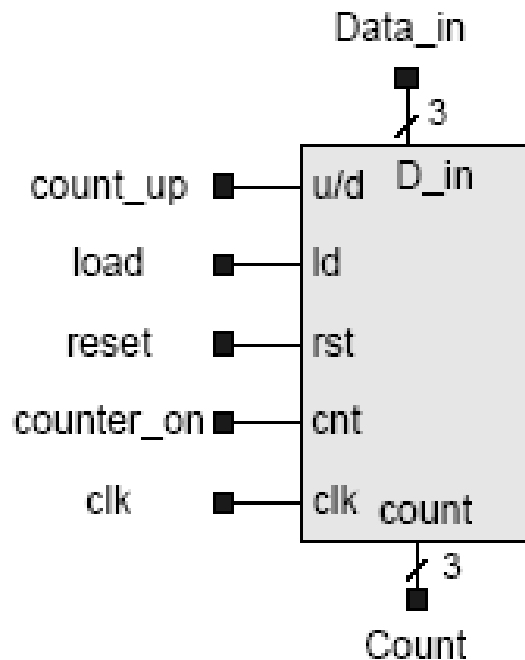 Data_in
3
D_in
count_up u/d
load ld
reset rst
counter_on cnt
clk clk
count
3
Count